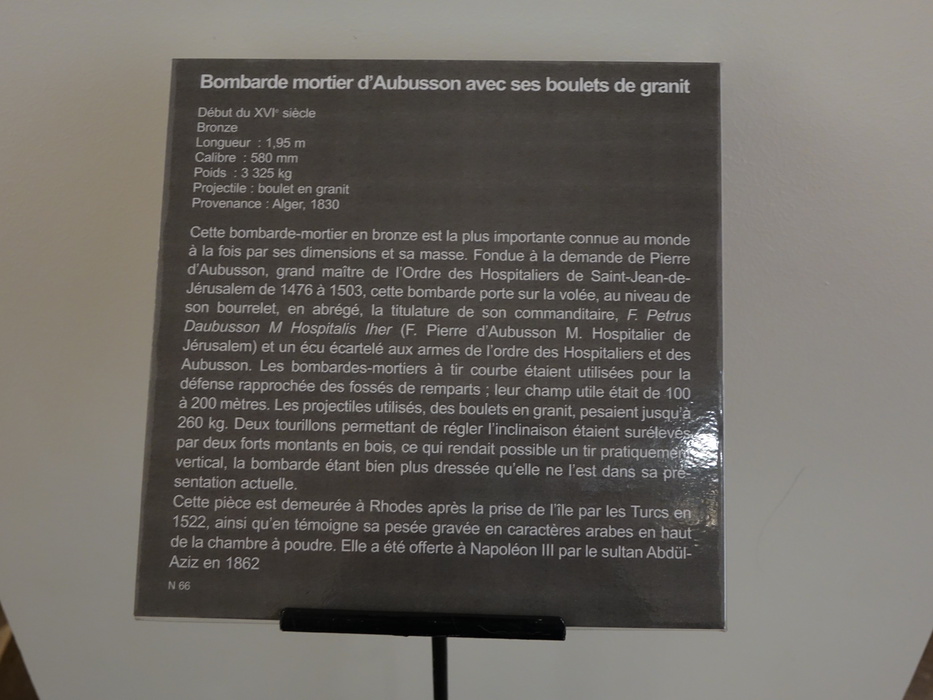 Bombarde mortier d'Aubusson avec ses boulets de granit
Début du XVIe siècle
Bronze
Longueur : 1,95 m
Calibre : 580 mm
Poids : 3 325 kg
Projectile : boulet en granit
Provenance : Alger, 1830
Cette bombarde-mortier en bronze est la plus importante connue au monde
à la fois par ses dimensions et sa masse. Fondue à la demande de Pierre
d'Aubusson, grand maître de l'Ordre des Hospitaliers de Saint-Jean-de-
Jérusalem de 1476 à 1503, cette bombarde porte sur la volée, au niveau de
son bourrelet, en abrégé, la titulature de son commanditaire, F. Petrus
Daubusson M Hospitalis Iher (F. Pierre d'Aubusson M. Hospitalier de
Jérusalem) et un écu écartelé aux armes de l'ordre des Hospitaliers et des
Aubusson. Les bombardes-mortiers à tir courbe étaient utilisées pour la
défense rapprochée des fossés de remparts ; leur champ utile était de 100
à 200 mètres. Les projectiles utilisés, des boulets en granit, pesaient jusqu'à
260 kg. Deux tourillons permettant de régler l'inclinaison étaient surélevés
par deux forts montants en bois, ce qui rendait possible un tir pratiquement
vertical, la bombarde étant bien plus dressée qu'elle ne l'est dans sa pré-
sentation actuelle.
Cette pièce est demeurée à Rhodes après la prise de l'île par les Turcs en
1522, ainsi qu'en témoigne sa pesée gravée en caractères arabes en haut
de la chambre à poudre. Elle a été offerte à Napoléon III par le sultan Abdül-
Aziz en 1862
N 66